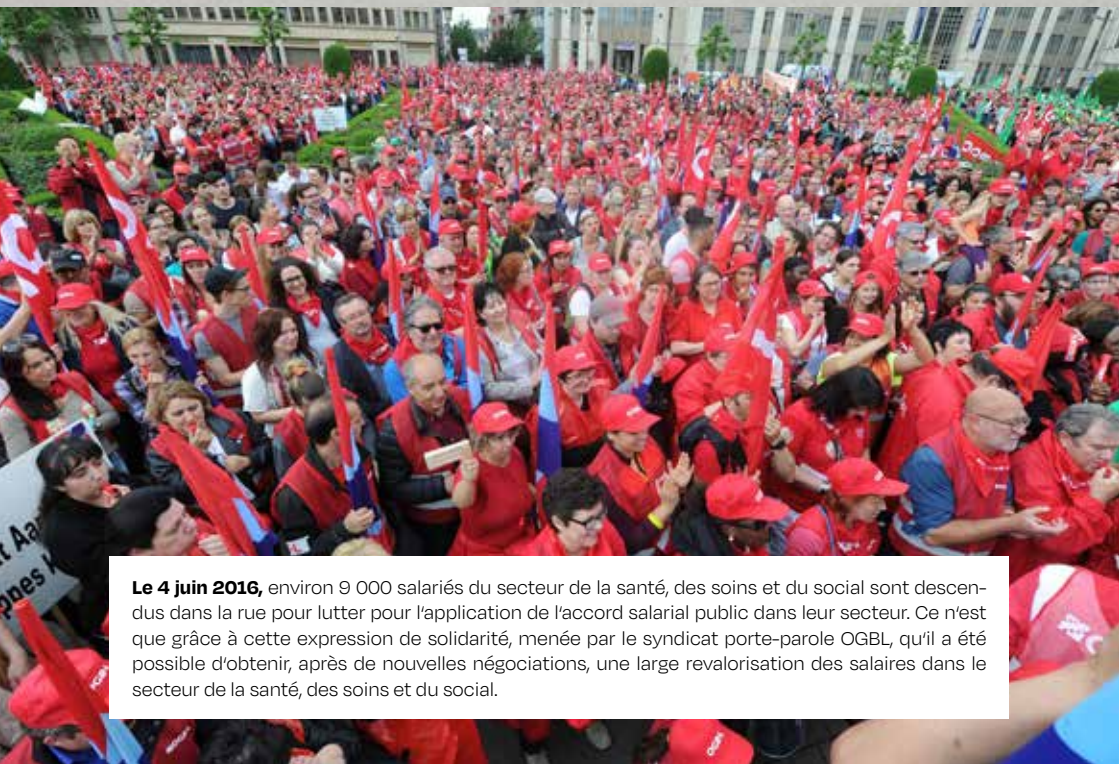 Le 4 juin 2016, environ 9 000 salariés du secteur de la santé, des soins et du social sont descen-
dus dans la rue pour lutter pour l'application de l'accord salarial public dans leur secteur. Ce n'est
que grâce à cette expression de solidarité, menée par le syndicat porte-parole OGBL, qu'il a été
possible d'obtenir, après de nouvelles négociations, une large revalorisation des salaires dans le
secteur de la santé, des soins et du social.
OGBL
OGBL